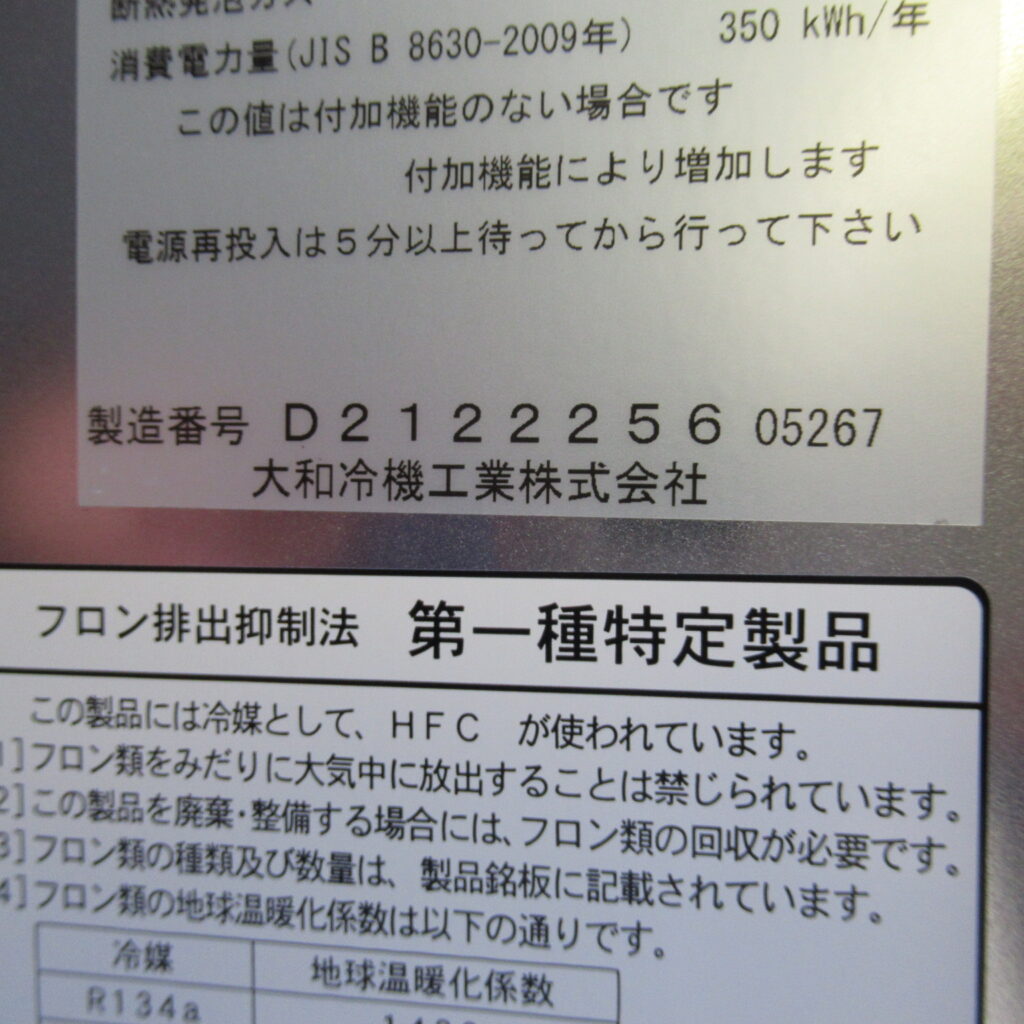 断熱発泡ガス
消費電力量(JIS B 8630-2009年) 350 kWh/年
この値は付加機能のない場合です
付加機能により増加します
電源再投入は5分以上待ってから行って下さい
製造番号 D2122256 05267
大和冷機工業株式会社
フロン排出抑制法 第一種特定製品
この製品には冷媒として、HFC が使われています。
1]フロン類をみだりに大気中に放出することは禁じられています。
2]この製品を廃棄・整備する場合には、フロン類の回収が必要です。
3]フロン類の種類及び数量は、製品銘板に記載されています。
4]フロン類の地球温暖化係数は以下の通りです。
冷媒 地球温暖化係数
R134a